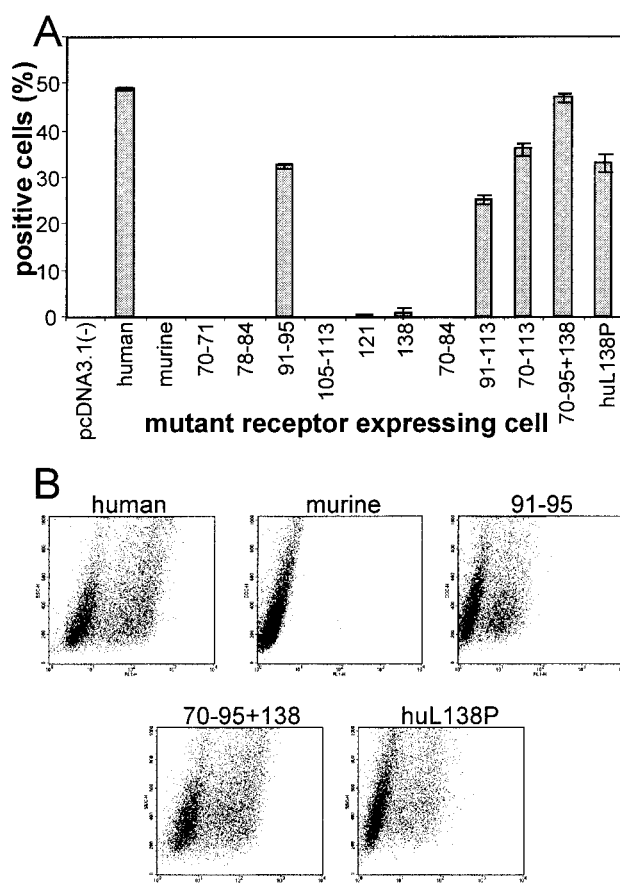 A
positive cells (%)
50
40
30
20
10
0
pcDNA3.1(-)
human
murine
70-71
78-84
91-95
105-113
121
138
70-84
91-113
70-113
70-95+138
huL138P
mutant receptor expressing cell
B
human
murine
91-95
70-95+138
huL138P